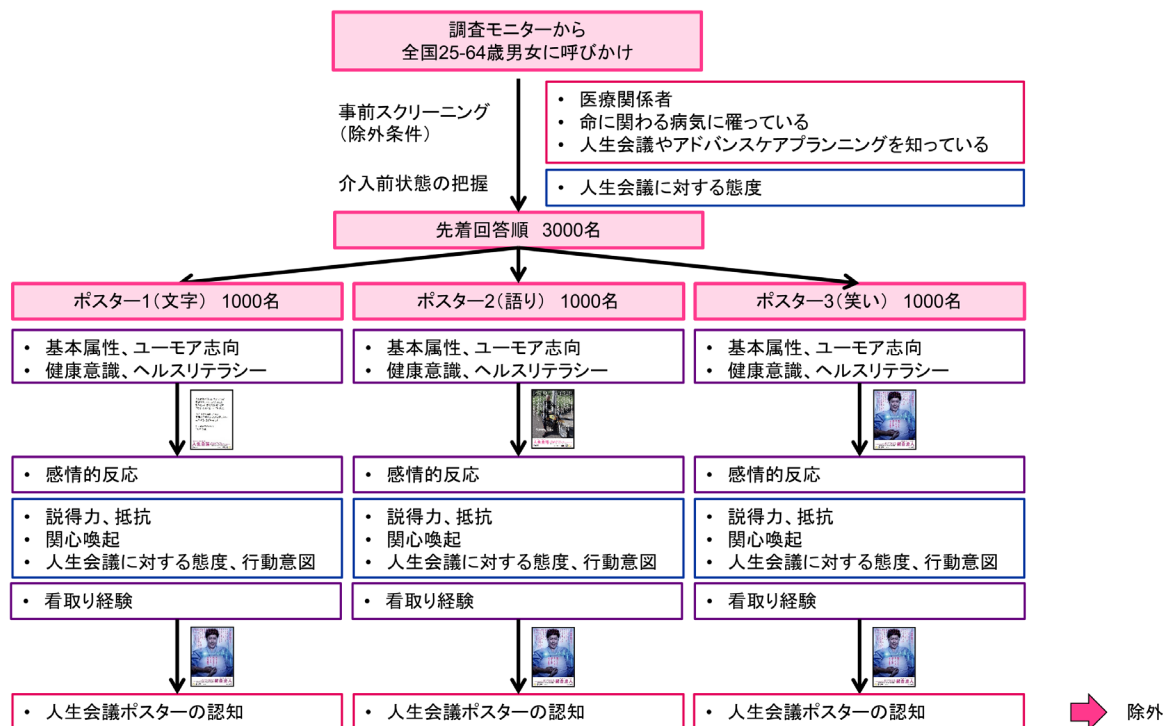 調査モニターから
全国25-64歳男女に呼びかけ
事前スクリーニング
（除外条件）
• 医療関係者
• 命に関わる病気に罹っている
• 人生会議やアドバンスケアプランニングを知っている
介入前状態の把握
• 人生会議に対する態度
先着回答順 3000名
ポスター1（文字） 1000名
ポスター2（語り） 1000名
ポスター3（笑い） 1000名
• 基本属性、ユーモア志向
• 健康意識、ヘルスリテラシー
• 基本属性、ユーモア志向
• 健康意識、ヘルスリテラシー
• 基本属性、ユーモア志向
• 健康意識、ヘルスリテラシー
人生会議
• 感情的反応
• 感情的反応
• 感情的反応
• 説得力、抵抗
• 関心喚起
• 人生会議に対する態度、行動意図
• 説得力、抵抗
• 関心喚起
• 人生会議に対する態度、行動意図
• 説得力、抵抗
• 関心喚起
• 人生会議に対する態度、行動意図
• 看取り経験
• 看取り経験
• 看取り経験
• 人生会議ポスターの認知
• 人生会議ポスターの認知
• 人生会議ポスターの認知
除外